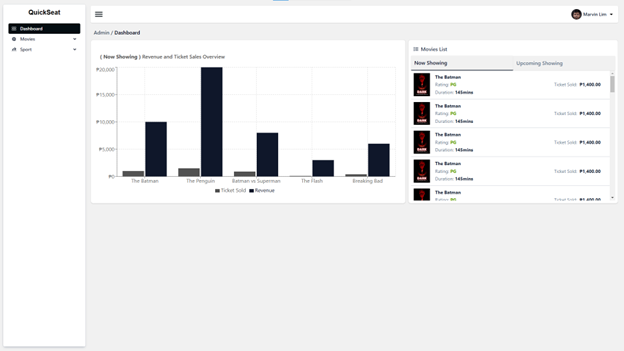 QuickSeat
Dashboard
Movies
Sport
Marvin Lim
Admin / Dashboard
( Now Showing ) Revenue and Ticket Sales Overview
₱20,000
₱15,000
₱10,000
₱5,000
₱0
The Batman
The Penguin
Batman vs Superman
The Flash
Breaking Bad
Ticket Sold
Revenue
Movies List
Now Showing
Upcoming Showing
The Batman
Rating: PG
Ticket Sold: ₱1,400.00
Duration: 145mins
The Batman
Rating: PG
Ticket Sold: ₱1,400.00
Duration: 145mins
The Batman
Rating: PG
Ticket Sold: ₱1,400.00
Duration: 145mins
The Batman
Rating: PG
Ticket Sold: ₱1,400.00
Duration: 145mins
The Batman
Rating: PG
Ticket Sold: ₱1,400.00